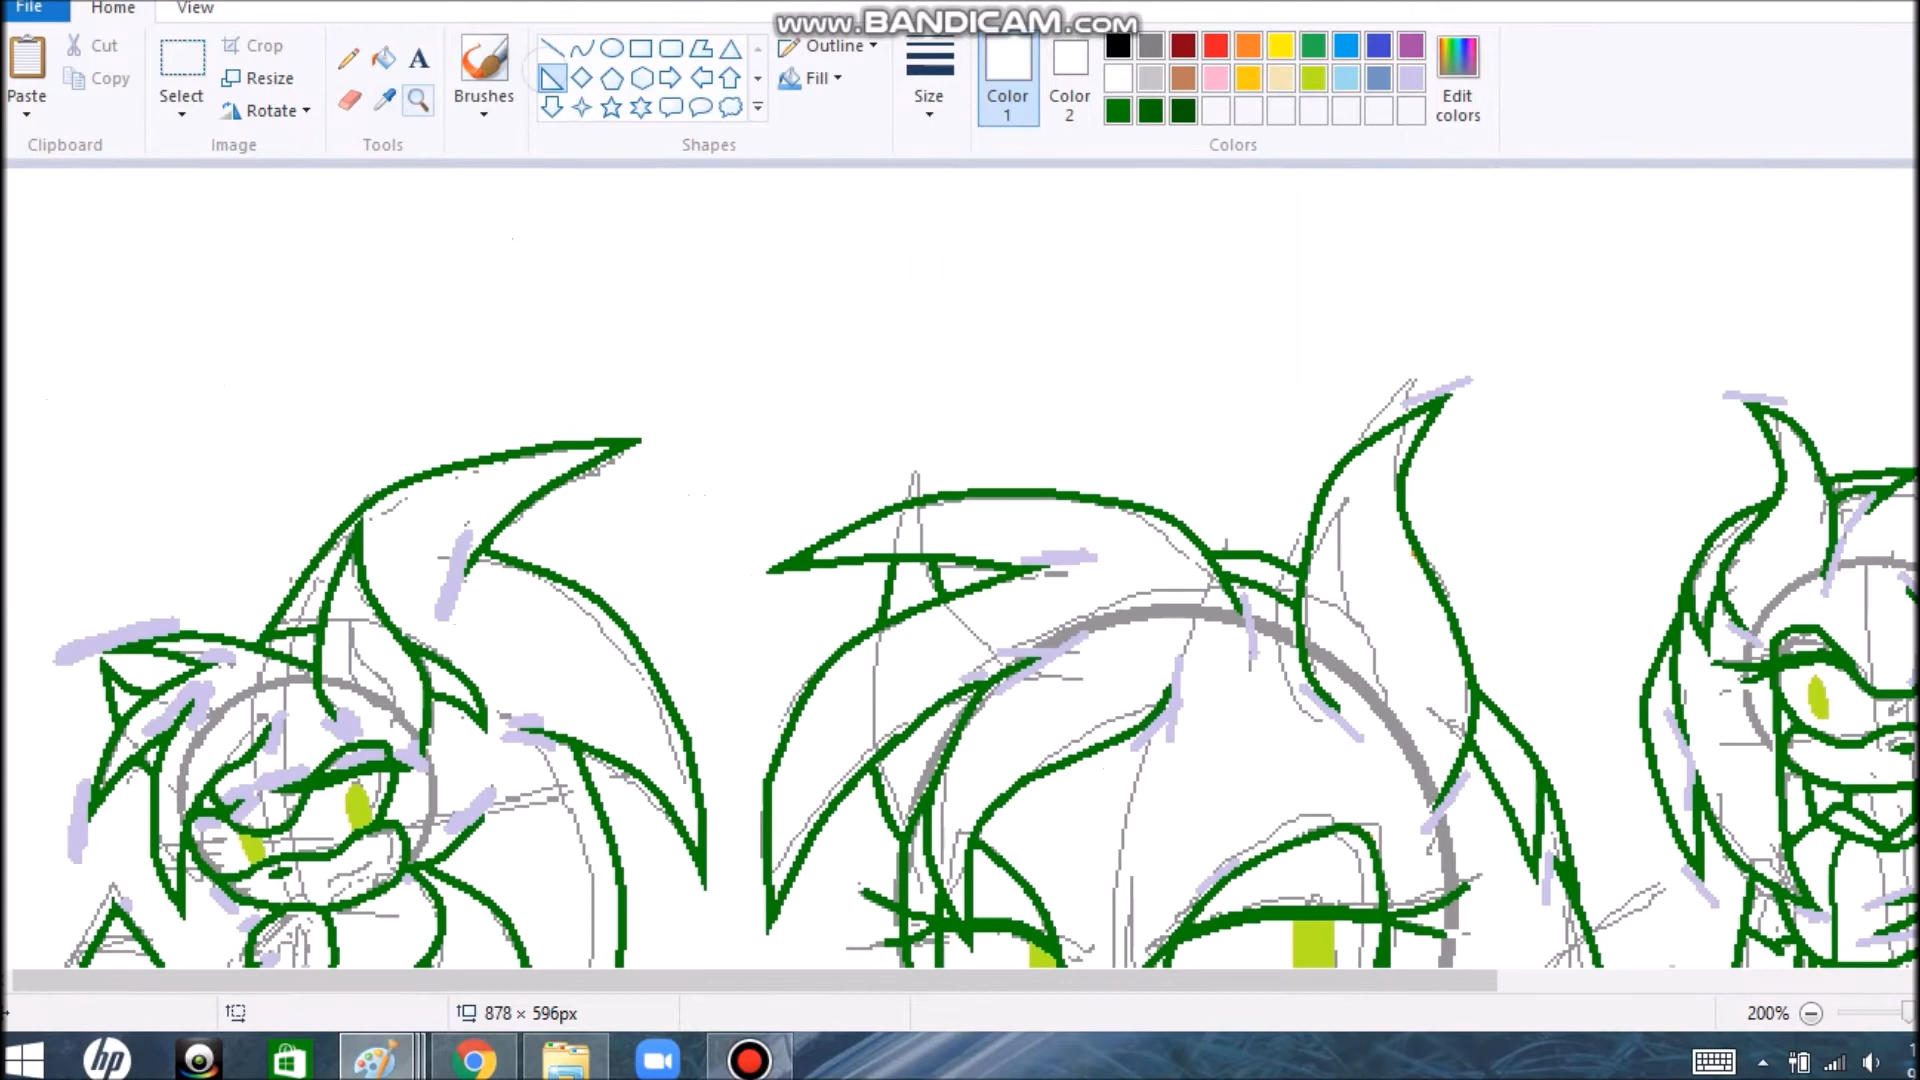 www.BANDICAM.com
File
Home
View
Paste
Cut
Copy
Clipboard
Select
Crop
Resize
Rotate
Image
A
Tools
Brushes
Shapes
Outline
Fill
Size
Color 1
Color 2
Edit colors
Colors
878 × 596px
200%
hp